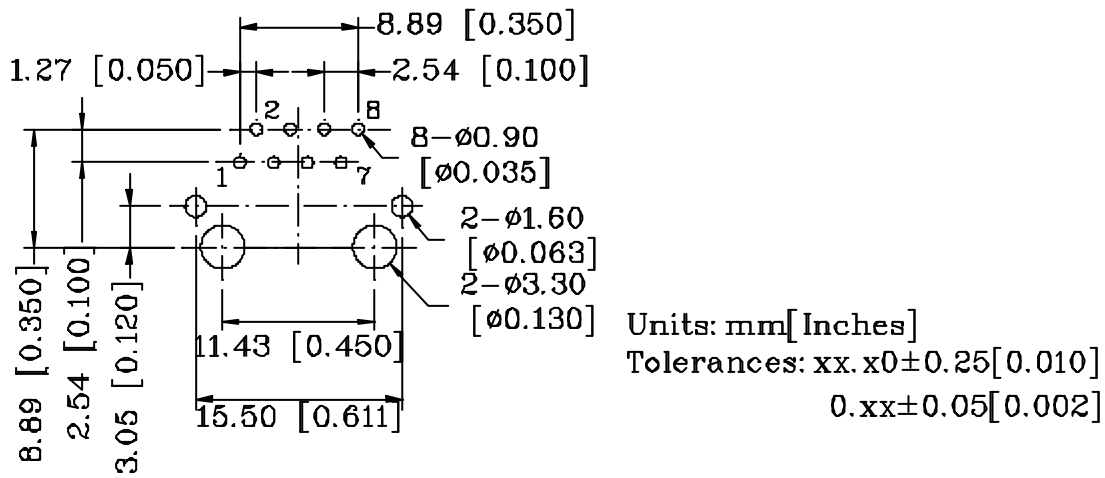 8.89 [0.350]
1.27 [0.050]
2.54 [0.100]
2
8
8-ø0.90
[ø0.035]
1
7
2-ø1.60
[ø0.063]
2-ø3.30
[ø0.130]
8.89 [0.350]
2.54 [0.100]
3.05 [0.120]
11.43 [0.450]
15.50 [0.611]
Units: mm[Inches]
Tolerances: xx.x0±0.25[0.010]
0.xx±0.05[0.002]